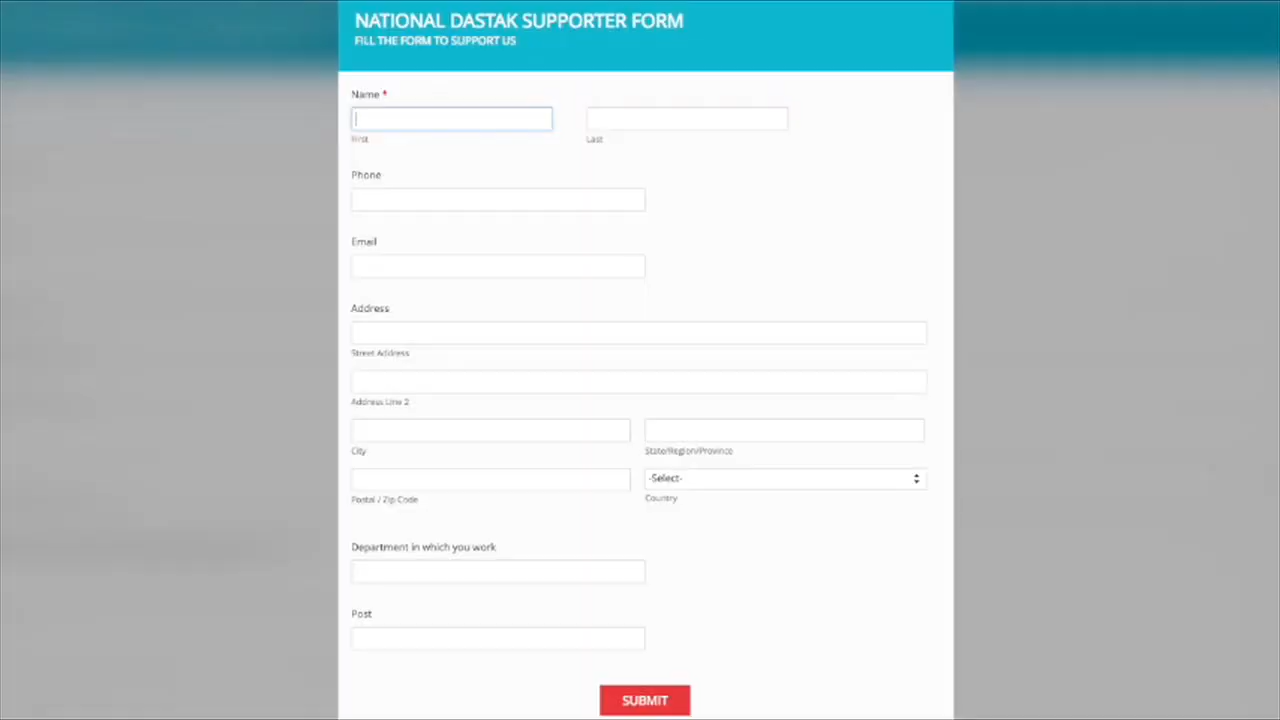 NATIONAL DASTAK SUPPORTER FORM
FILL THE FORM TO SUPPORT US
Name *
First
Last
Phone
Email
Address
Street Address
Address Line 2
City
State/Region/Province
Postal / Zip Code
-Select-
Country
Department in which you work
Post
SUBMIT